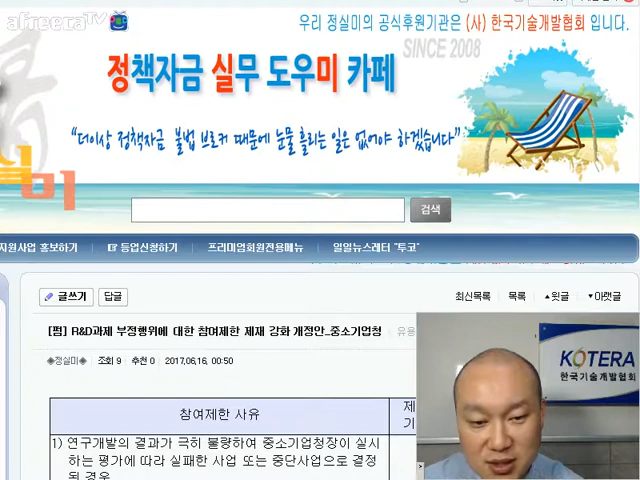 afreecaTV
우리 정실미의 공식후원기관은 (사) 한국기술개발협회 입니다.
SINCE 2008
정책자금 실무 도우미 카페
"더이상 정책자금 불법 브로커 때문에 눈물 흘리는 일은 없어야 하겠습니다"
실미
검색
지원사업 홍보하기
등업신청하기
프리미엄회원전용메뉴
일일뉴스레터 "투코"
글쓰기 답글
최신목록 목록 ▲윗글 ▼아랫글
[펌] R&D과제 부정행위에 대한 참여제한 제재 강화 개정안_중소기업청
◈정실미◈ 조회 9 추천 0 2017,06,16, 00:50
참여제한 사유
제
기
1) 연구개발의 결과가 극히 불량하여 중소기업청장이 실시
하는 평가에 따라 실패한 사업 또는 중단사업으로 결정
된 경우
KOTERA
한국기술개발협회